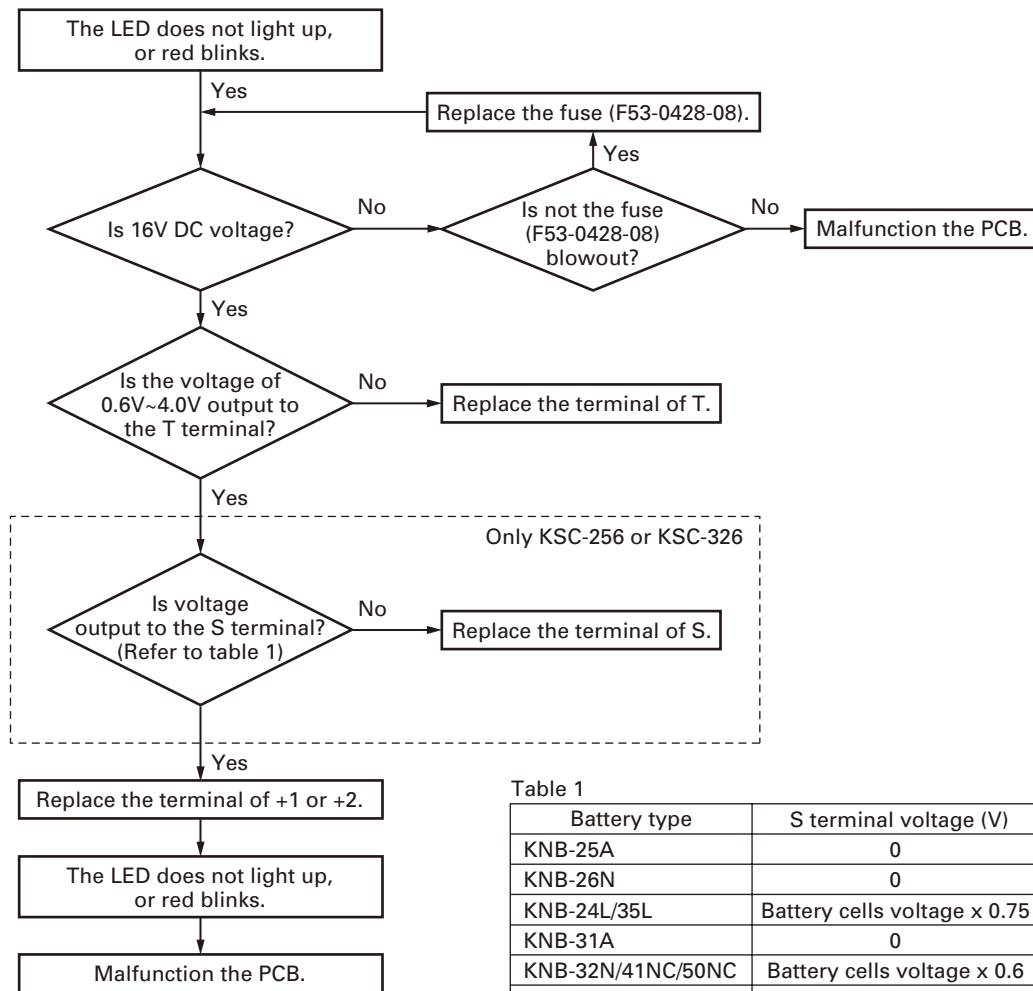 The LED does not light up,
or red blinks.
Yes
Replace the fuse (F53-0428-08).
Yes
Is 16V DC voltage?
No
Is not the fuse
(F53-0428-08)
blowout?
No
Malfunction the PCB.
Yes
Is the voltage of
0.6V~4.0V output to
the T terminal?
No
Replace the terminal of T.
Yes
Only KSC-256 or KSC-326
Is voltage
output to the S terminal?
(Refer to table 1)
No
Replace the terminal of S.
Yes
Replace the terminal of +1 or +2.
The LED does not light up,
or red blinks.
Malfunction the PCB.
Table 1
Battery type S terminal voltage (V)
KNB-25A 0
KNB-26N 0
KNB-24L/35L Battery cells voltage x 0.75
KNB-31A 0
KNB-32N/41NC/50NC Battery cells voltage x 0.6